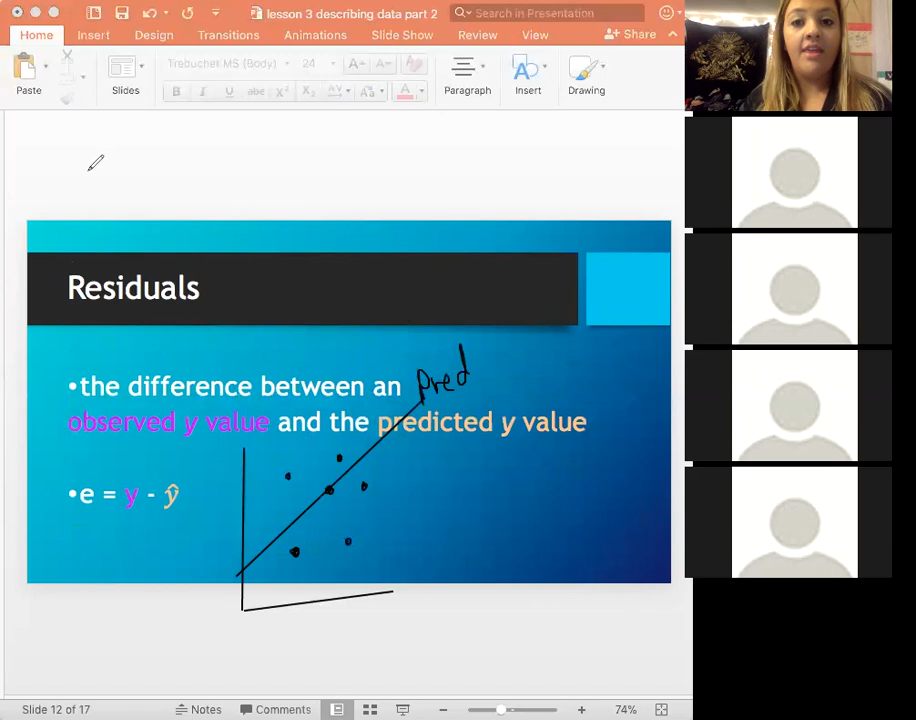 lesson 3 describing data part 2
Search in Presentation
Home Insert Design Transitions Animations Slide Show Review View Share
Trebuchet MS (Body) 24
Paste Slides Paragraph Insert Drawing
Residuals
•the difference between an
Pred
observed y value and the predicted y value
•e = y - ŷ
Slide 12 of 17 Notes Comments 74%